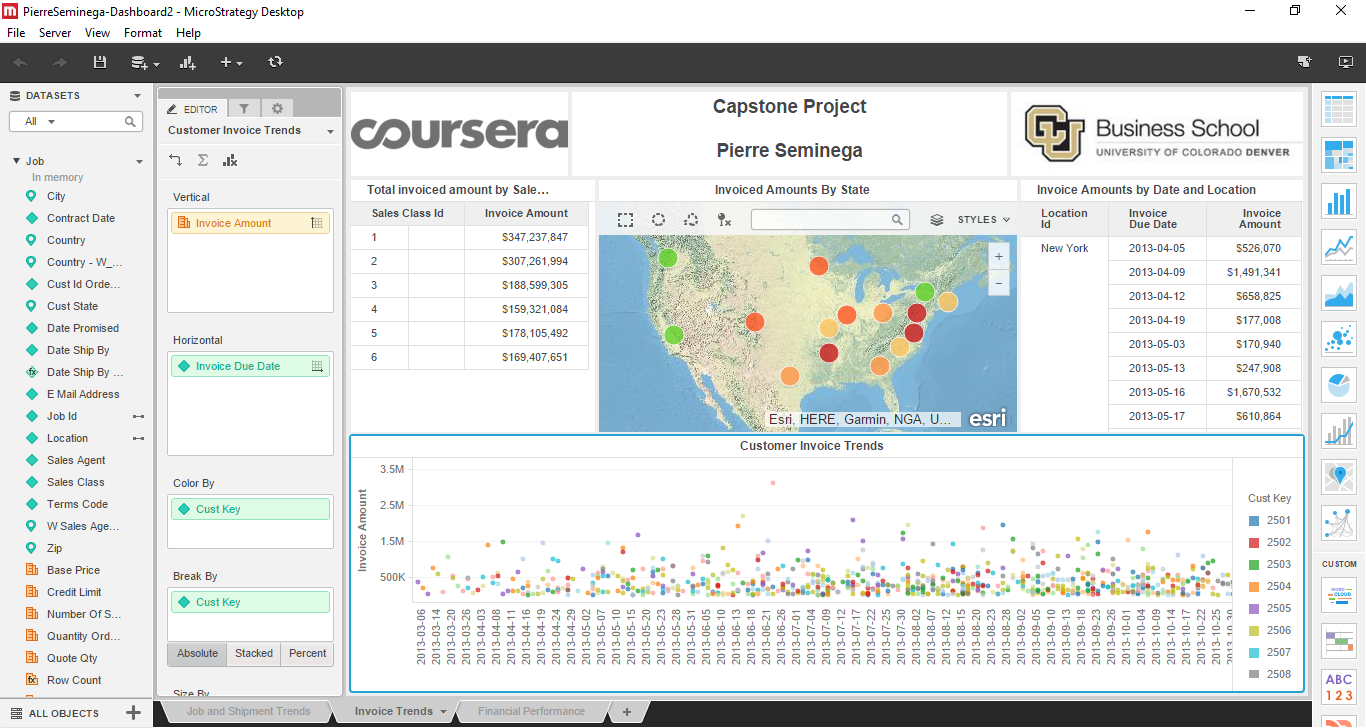 PierreSeminega-Dashboard2 - MicroStrategy Desktop
File Server View Format Help
DATASETS
All
Job
In memory
City
Contract Date
Country
Country - W_...
Cust Id Orde...
Cust State
Date Promised
Date Ship By
Date Ship By ...
E Mail Address
Job Id
Location
Sales Agent
Sales Class
Terms Code
W Sales Age...
Zip
Base Price
Credit Limit
Number Of S...
Quantity Ord...
Quote Qty
Row Count
ALL OBJECTS
EDITOR
Customer Invoice Trends
Vertical
Invoice Amount
Horizontal
Invoice Due Date
Color By
Cust Key
Break By
Cust Key
Absolute Stacked Percent
Size By
coursera
Capstone Project
Pierre Seminega
CU
Business School
UNIVERSITY OF COLORADO DENVER
Total invoiced amount by Sale...
Sales Class Id Invoice Amount
1 $347,237,847
2 $307,261,994
3 $188,599,305
4 $159,321,084
5 $178,105,492
6 $169,407,651
Invoiced Amounts By State
STYLES
+
−
Esri, HERE, Garmin, NGA, U...
esri
Invoice Amounts by Date and Location
Location Invoice Invoice
Id Due Date Amount
New York 2013-04-05 $526,070
2013-04-09 $1,491,341
2013-04-12 $658,825
2013-04-19 $177,008
2013-05-03 $170,940
2013-05-13 $247,908
2013-05-16 $1,670,532
2013-05-17 $610,864
Customer Invoice Trends
Invoice Amount
3.5M
2.5M
1.5M
500K
2013-03-06
2013-03-14
2013-03-20
2013-03-26
2013-04-03
2013-04-08
2013-04-11
2013-04-16
2013-04-19
2013-04-24
2013-04-29
2013-05-02
2013-05-07
2013-05-10
2013-05-15
2013-05-20
2013-05-23
2013-05-28
2013-05-31
2013-06-05
2013-06-10
2013-06-13
2013-06-18
2013-06-21
2013-06-29
2013-07-01
2013-07-04
2013-07-09
2013-07-12
2013-07-17
2013-07-22
2013-07-25
2013-07-30
2013-08-02
2013-08-07
2013-08-12
2013-08-15
2013-08-20
2013-08-23
2013-08-28
2013-09-02
2013-09-05
2013-09-10
2013-09-13
2013-09-18
2013-09-23
2013-09-26
2013-10-01
2013-10-04
2013-10-09
2013-10-14
2013-10-17
2013-10-22
2013-10-25
2013-10-30
Cust Key
2501
2502
2503
2504
2505
2506
2507
2508
CUSTOM
WORD
CLOUD
ABC
123
Job and Shipment Trends
Invoice Trends
Financial Performance
+